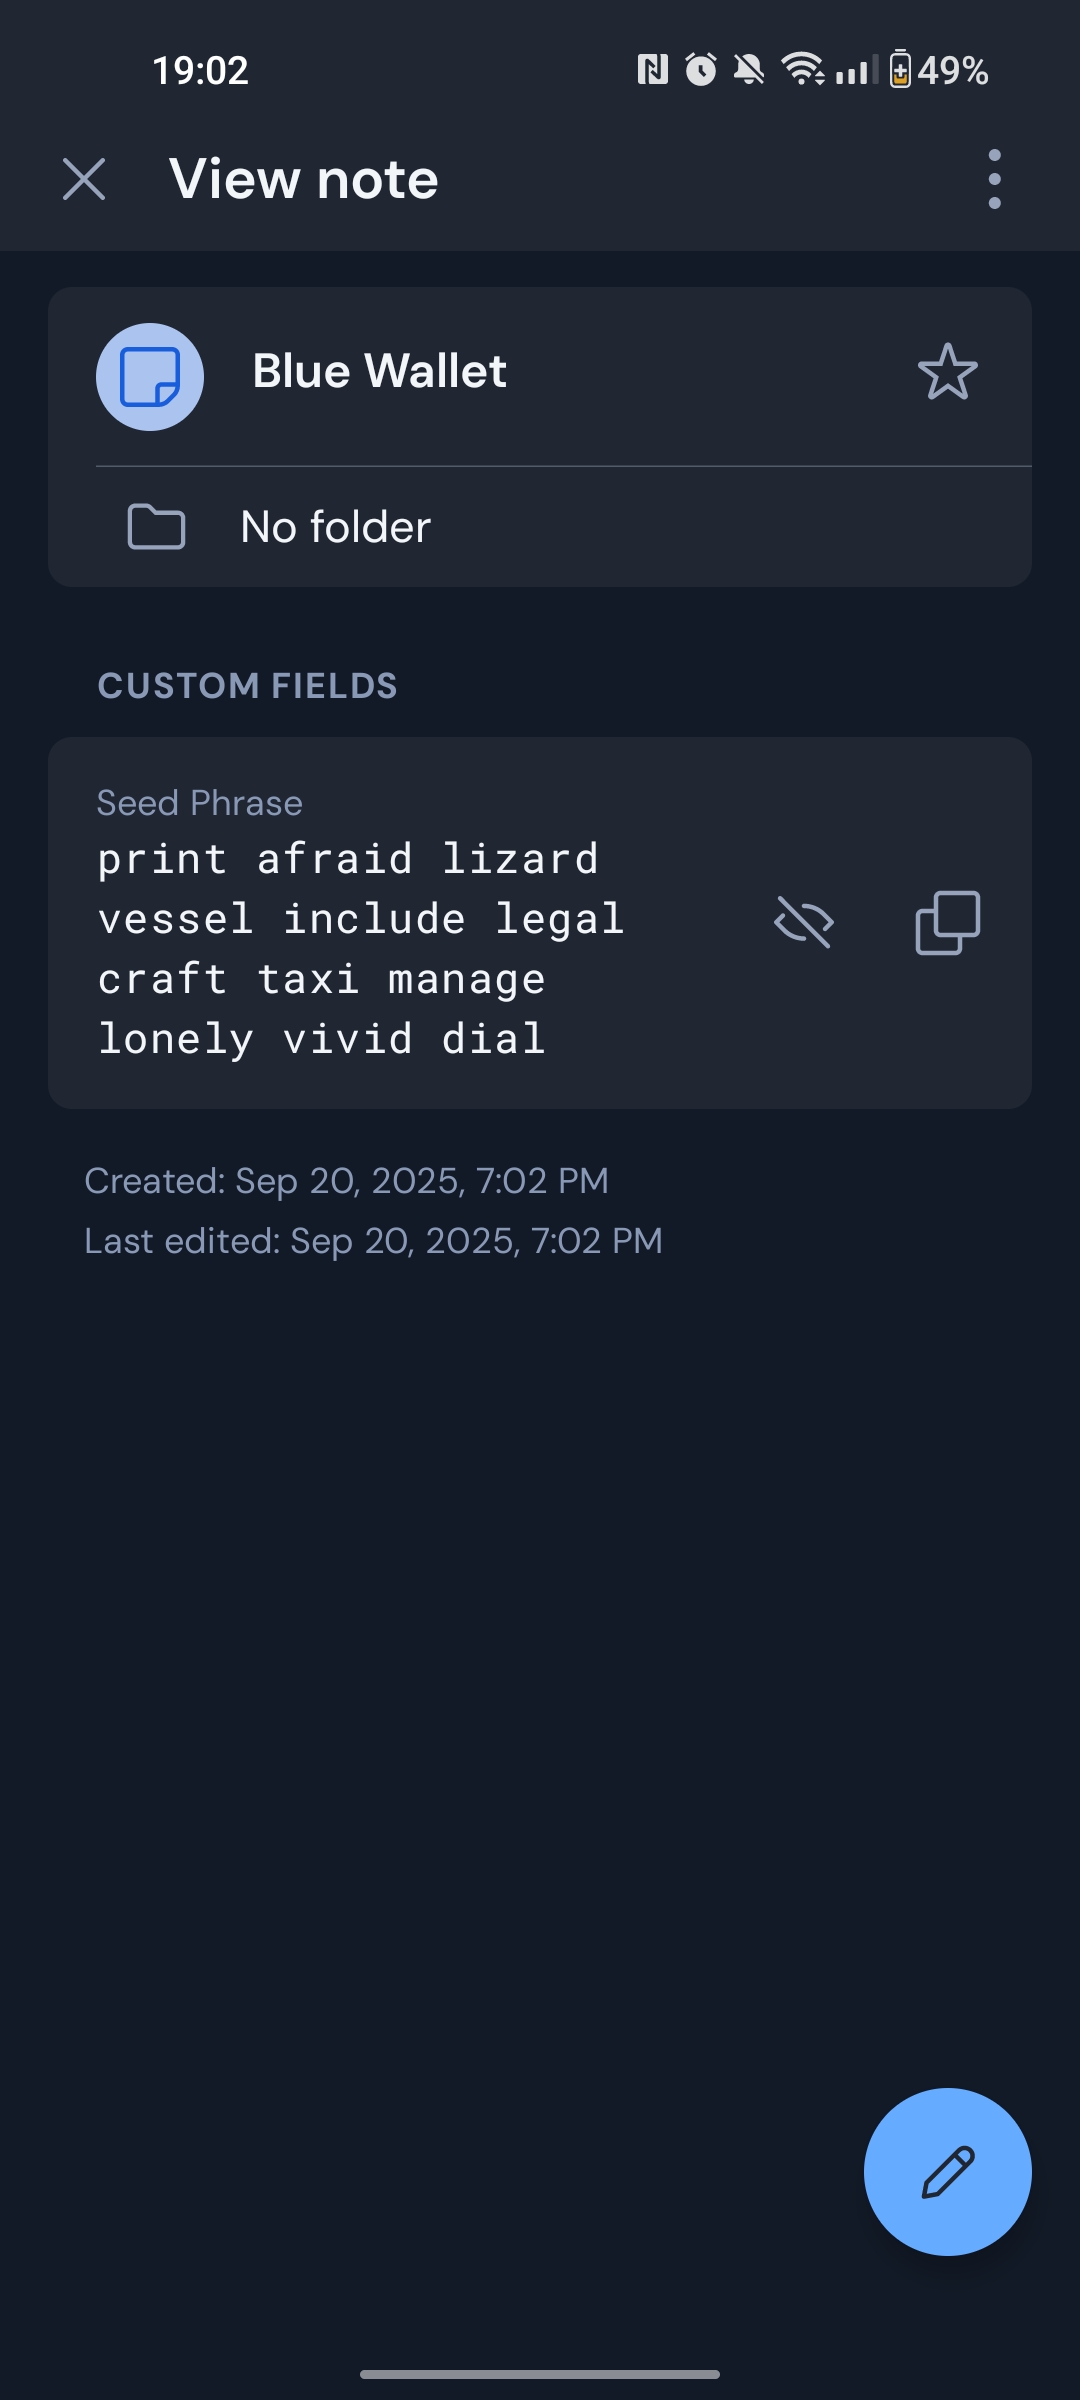 19:02
49%
View note
Blue Wallet
No folder
CUSTOM FIELDS
Seed Phrase
print afraid lizard
vessel include legal
craft taxi manage
lonely vivid dial
Created: Sep 20, 2025, 7:02 PM
Last edited: Sep 20, 2025, 7:02 PM